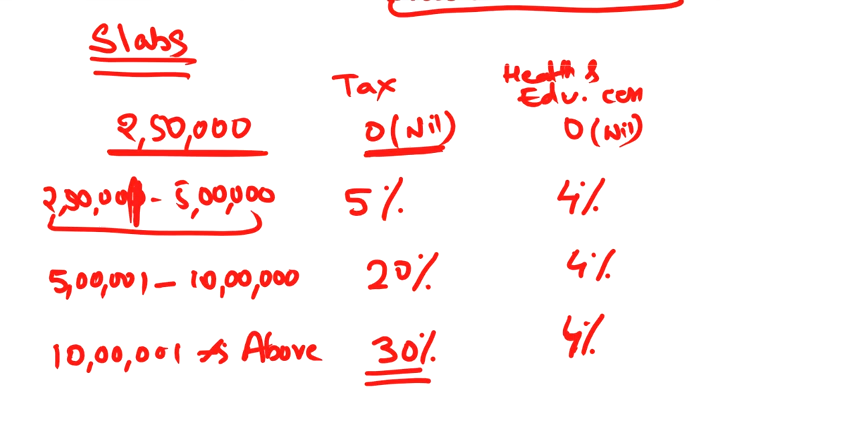 Slabs
Tax
Health &
Edu. cess
2,50,000 0 (Nil) 0 (Nil)
2,50,001 - 5,00,000 5% 4%
5,00,001 - 10,00,000 20% 4%
10,00,001 & Above 30% 4%